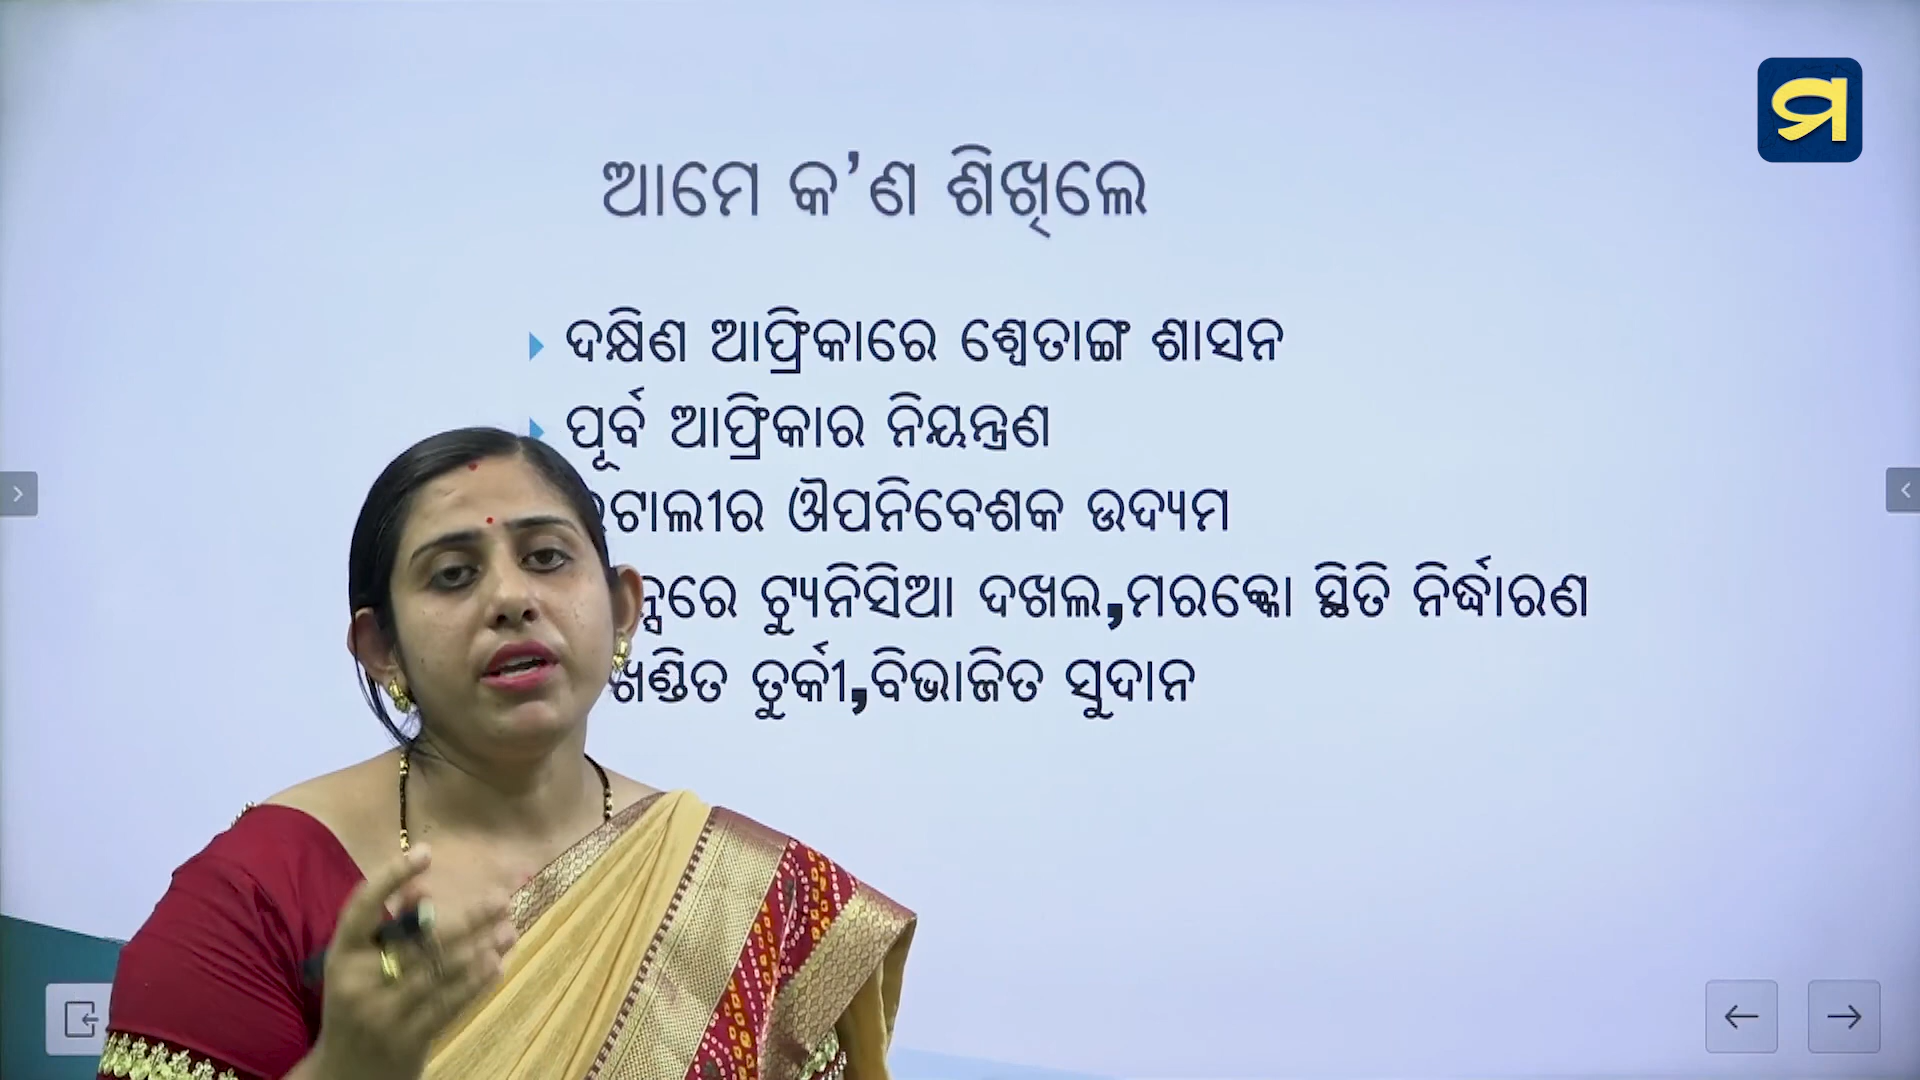 ମ
ଆମେ କ’ଣ ଶିଖିଲେ
ଦକ୍ଷିଣ ଆଫ୍ରିକାରେ ଶ୍ୱେତାଙ୍ଗ ଶାସନ
ପୂର୍ବ ଆଫ୍ରିକାର ନିୟନ୍ତ୍ରଣ
ଔପନିବେଶକ ଉଦ୍ୟମ
ଟ୍ୟୁନିସିଆ ଦଖଲ,ମରକ୍କୋ ସ୍ଥିତି ନିର୍ଦ୍ଧାରଣ
ଖଣ୍ଡିତ ତୁର୍କୀ,ବିଭାଜିତ ସୁଦାନ